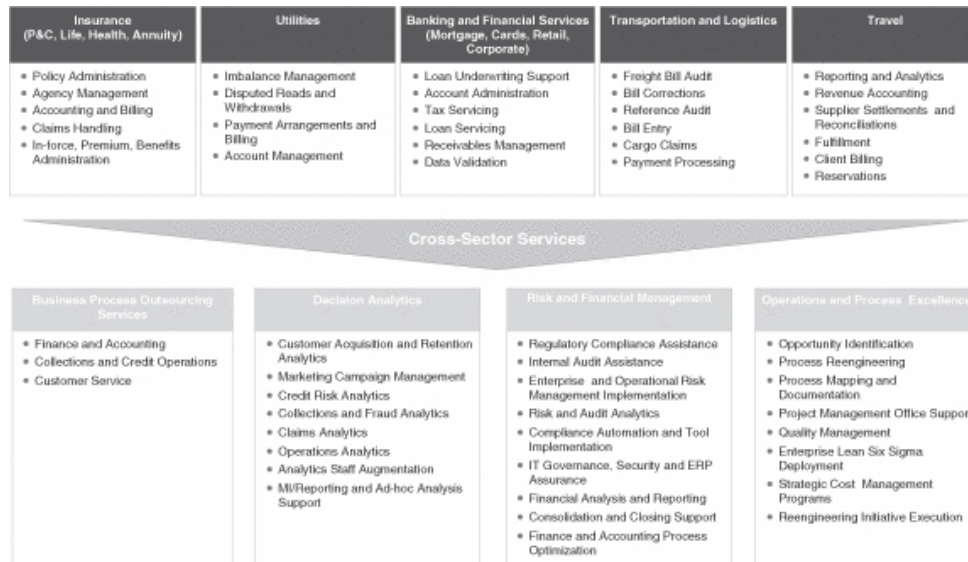 Insurance
(P&C, Life, Health, Annuity)
• Policy Administration
• Agency Management
• Accounting and Billing
• Claims Handling
• In-force, Premium, Benefits
Administration
Utilities
• Imbalance Management
• Disputed Reads and
Withdrawals
• Payment Arrangements and
Billing
• Account Management
Banking and Financial Services
(Mortgage, Cards, Retail,
Corporate)
• Loan Underwriting Support
• Account Administration
• Tax Servicing
• Loan Servicing
• Receivables Management
• Data Validation
Transportation and Logistics
• Freight Bill Audit
• Bill Corrections
• Reference Audit
• Bill Entry
• Cargo Claims
• Payment Processing
Travel
• Reporting and Analytics
• Revenue Accounting
• Supplier Settlements and
Reconciliations
• Fulfillment
• Client Billing
• Reservations
Cross-Sector Services
Business Process Outsourcing
Services
• Finance and Accounting
• Collections and Credit Operations
• Customer Service
Decision Analytics
• Customer Acquisition and Retention
Analytics
• Marketing Campaign Management
• Credit Risk Analytics
• Collections and Fraud Analytics
• Claims Analytics
• Operations Analytics
• Analytics Staff Augmentation
• MI/Reporting and Ad-hoc Analysis
Support
Risk and Financial Management
• Regulatory Compliance Assistance
• Internal Audit Assistance
• Enterprise and Operational Risk
Management Implementation
• Risk and Audit Analytics
• Compliance Automation and Tool
Implementation
• IT Governance, Security and ERP
Assurance
• Financial Analysis and Reporting
• Consolidation and Closing Support
• Finance and Accounting Process
Optimization
Operations and Process Excellence
• Opportunity Identification
• Process Reengineering
• Process Mapping and
Documentation
• Project Management Office Support
• Quality Management
• Enterprise Lean Six Sigma
Deployment
• Strategic Cost Management
Programs
• Reengineering Initiative Execution